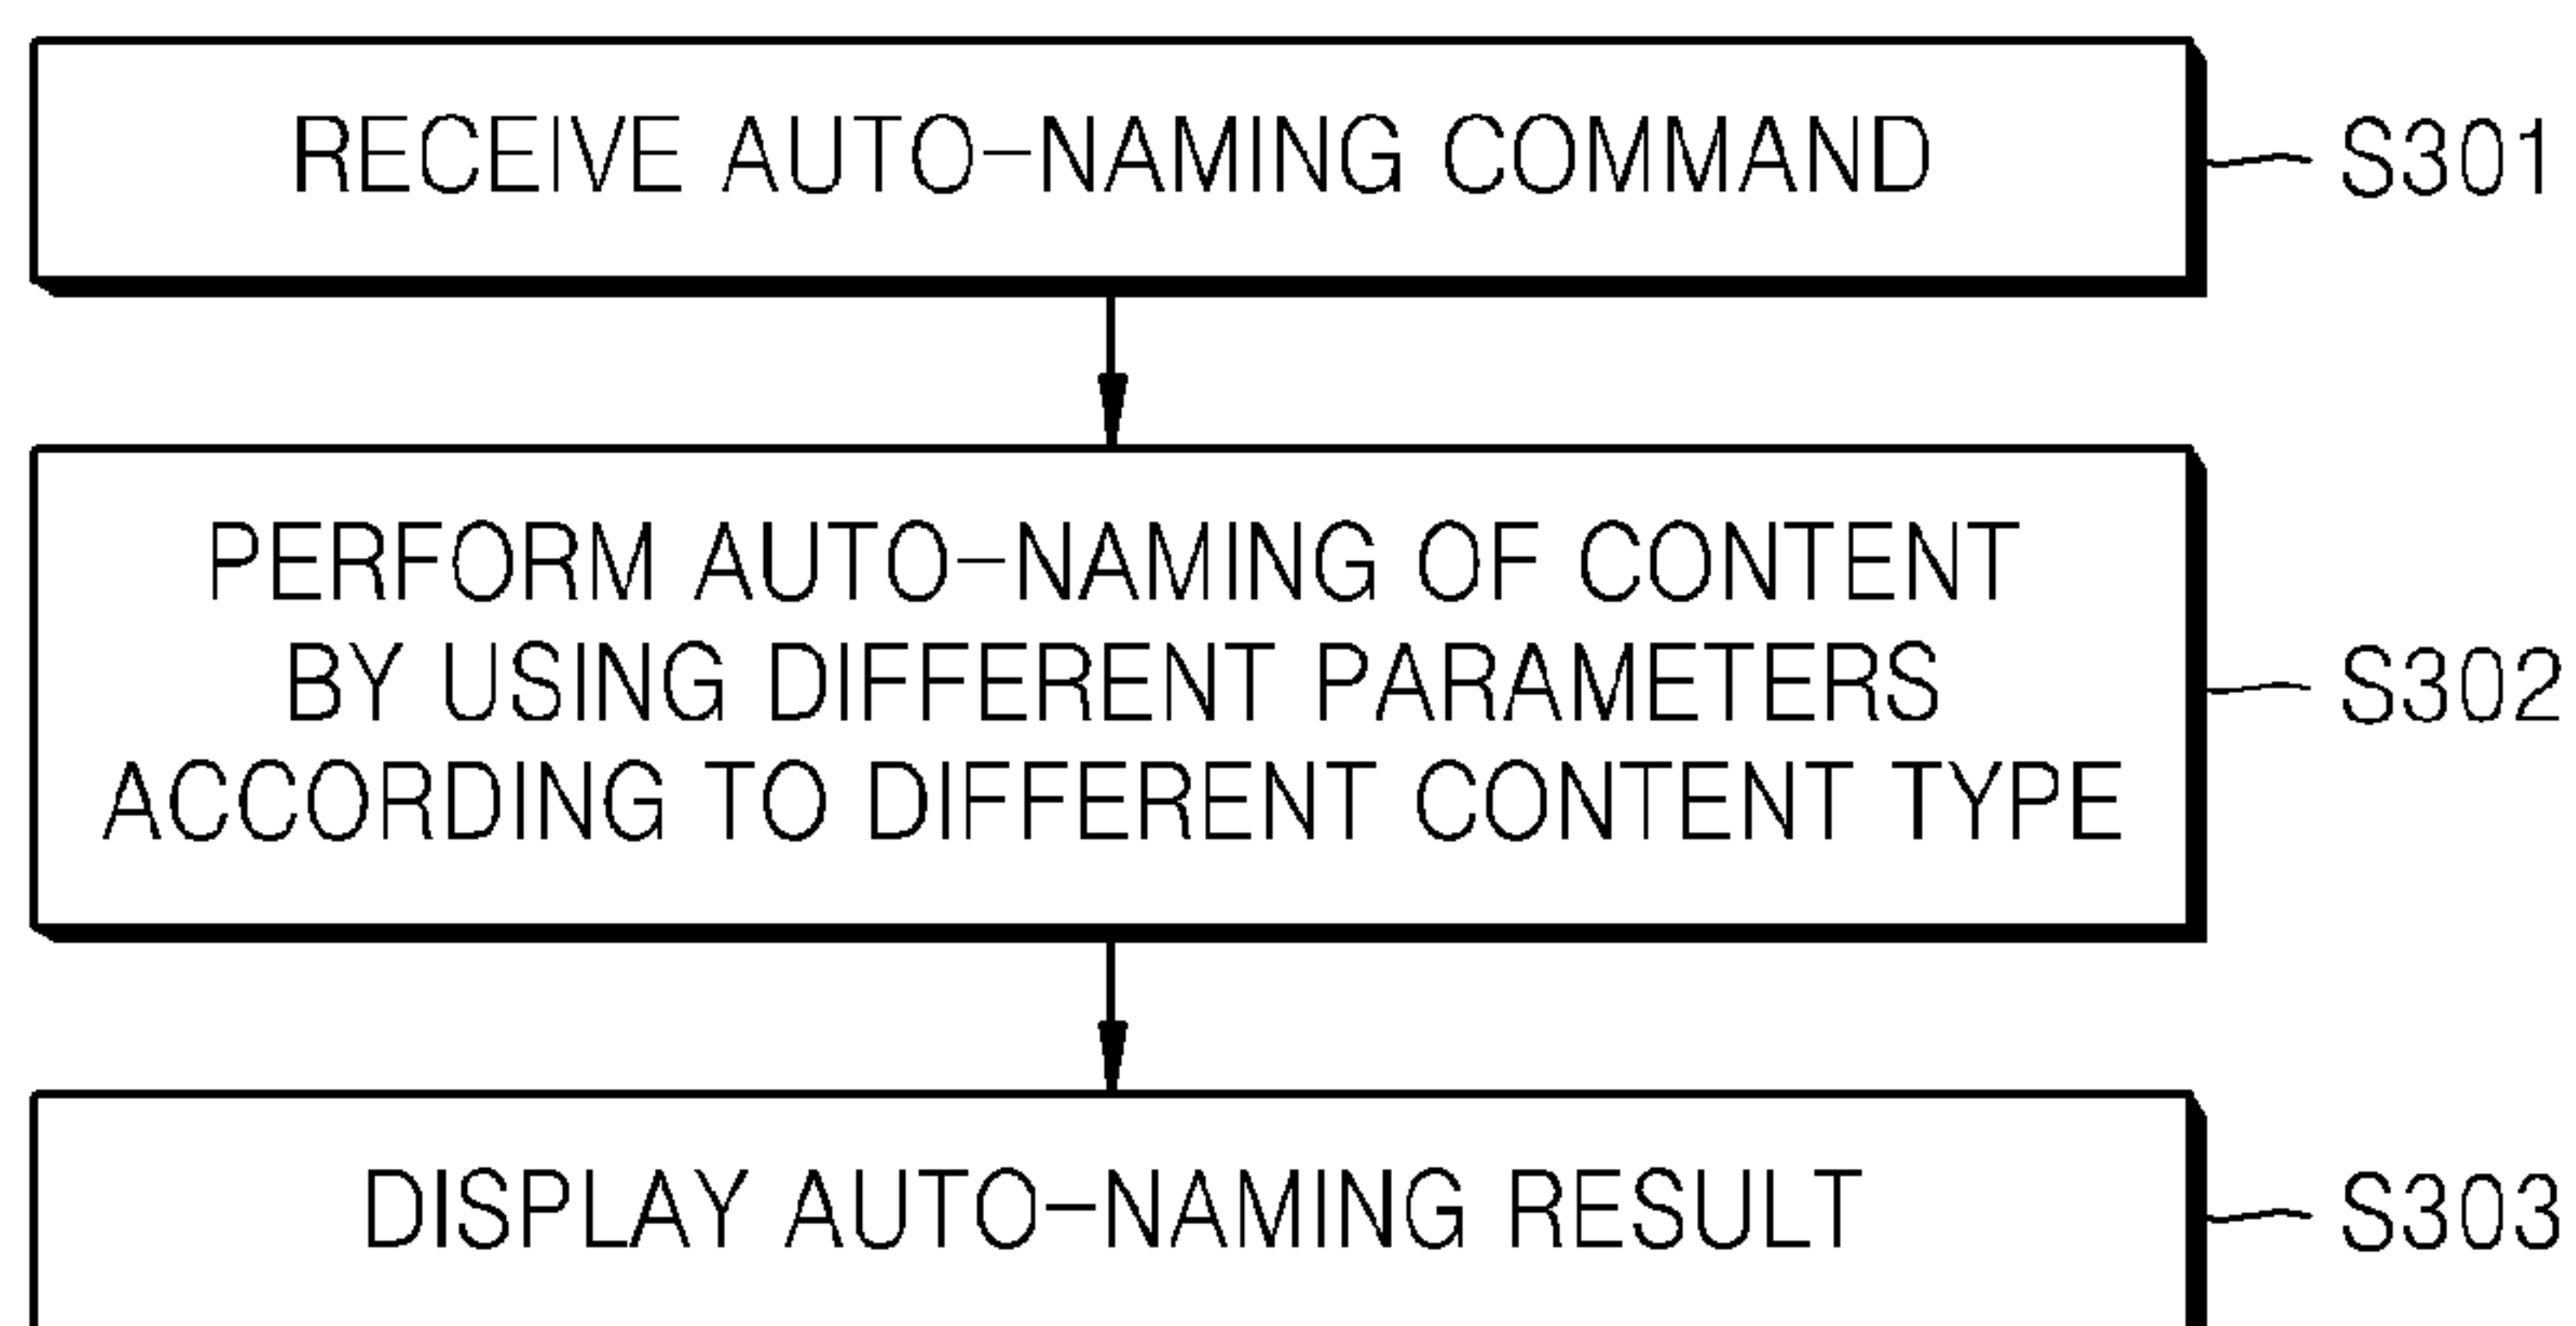 RECEIVE AUTO-NAMING COMMAND
S301
PERFORM AUTO-NAMING OF CONTENT
BY USING DIFFERENT PARAMETERS
S302
ACCORDING TO DIFFERENT CONTENT TYPE
DISPLAY AUTO-NAMING RESULT
S303